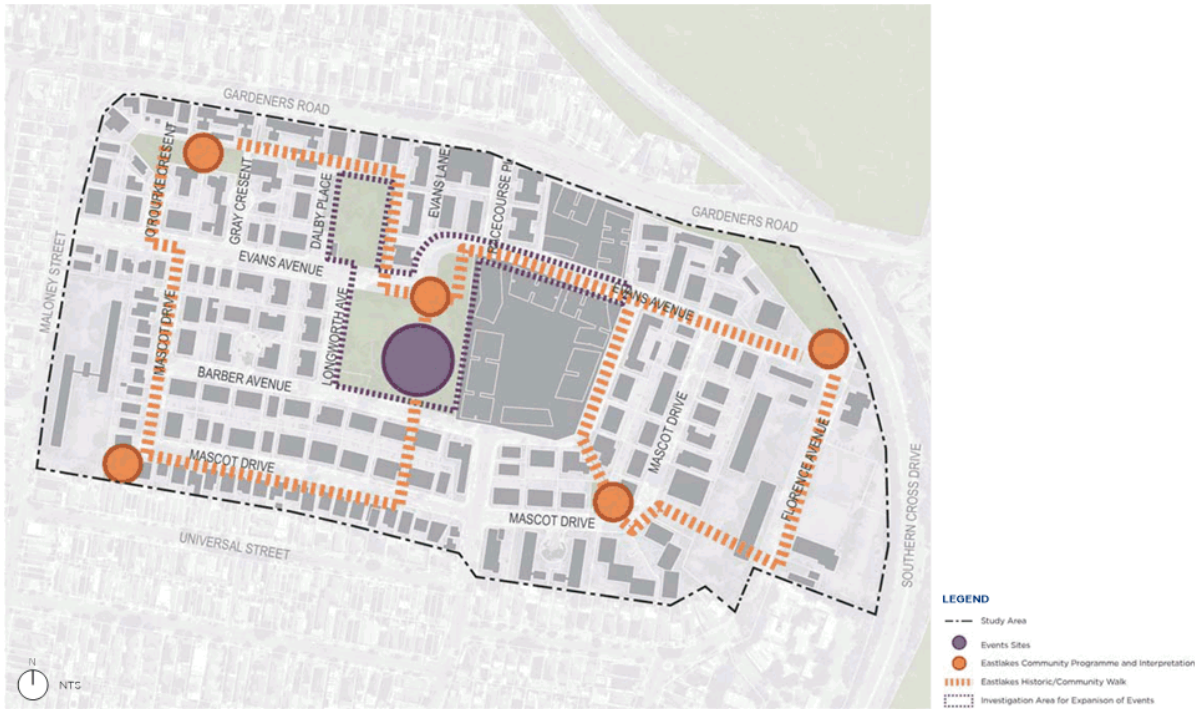 GARDENERS ROAD
O'ROURKE CRESENT
GRAY CRESENT
DALBY PLACE
EVANS LANE
RACECOURSE PL
GARDENERS ROAD
MALONEY STREET
EVANS AVENUE
EVANS AVENUE
MASCOT DRIVE
LONGWORTH AVE
BARBER AVENUE
MASCOT DRIVE
FLORENCE AVENUE
MASCOT DRIVE
MASCOT DRIVE
SOUTHERN CROSS DRIVE
UNIVERSAL STREET
N
NTS
LEGEND
Study Area
Events Sites
Eastlakes Community Programme and Interpretation
Eastlakes Historic/Community Walk
Investigation Area for Expanison of Events